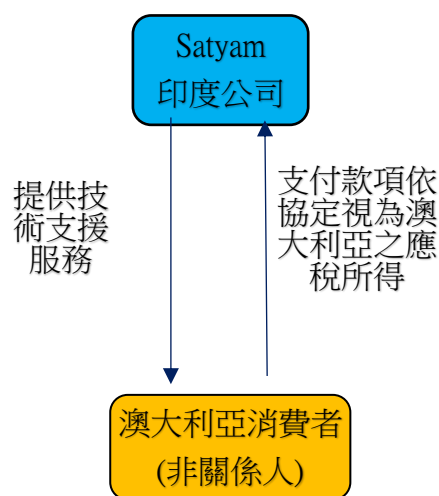 Satyam
印度公司
提供技
術支援
服務
支付款項依
協定視為澳
大利亞之應
稅所得
澳大利亞消費者
(非關係人)